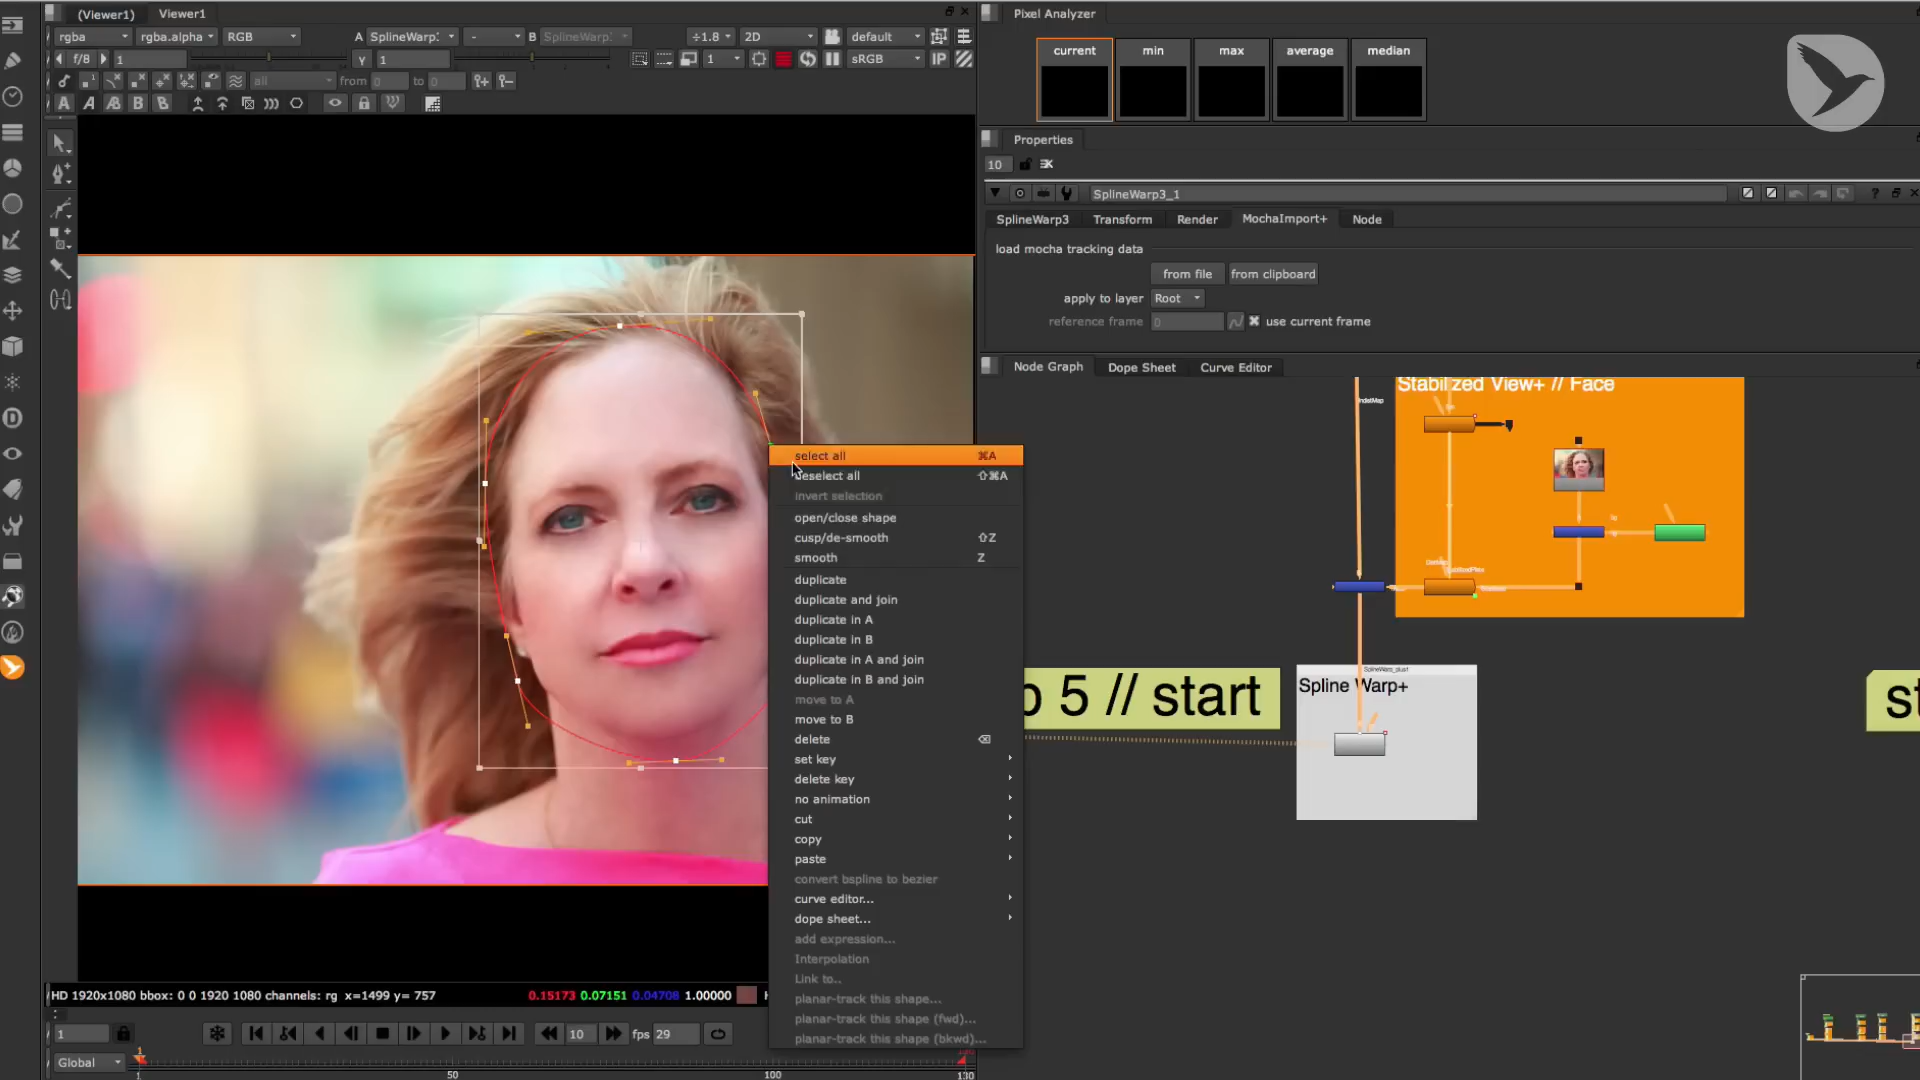 (Viewer1)
Viewer1
rgba
rgba.alpha
RGB
A
SplineWarp:
-
B
SplineWarp:
÷1.8
2D
default
f/8
1
Y
1
1
sRGB
IP
all
from
0
to
0
A
A
B
select all
⌘A
deselect all
⇧⌘A
invert selection
open/close shape
cusp/de-smooth
⇧Z
smooth
Z
duplicate
duplicate and join
duplicate in A
duplicate in B
duplicate in A and join
duplicate in B and join
move to A
move to B
delete
set key
delete key
no animation
cut
copy
paste
convert bspline to bezier
curve editor...
dope sheet...
add expression...
Interpolation
Link to..
planar-track this shape...
planar-track this shape (fwd)...
planar-track this shape (bkwd)...
HD 1920x1080 bbox: 0 0 1920 1080 channels: rg x=1499 y= 757
0.15173 0.07151 0.04708 1.00000
1
10
fps
29
Global
1
50
100
130
Pixel Analyzer
current
min
max
average
median
Properties
10
SplineWarp3_1
SplineWarp3
Transform
Render
MochaImport+
Node
load mocha tracking data
from file
from clipboard
apply to layer
Root
reference frame
0
use current frame
Node Graph
Dope Sheet
Curve Editor
Stabilized View+ // Face
5 // start
Spline Warp+